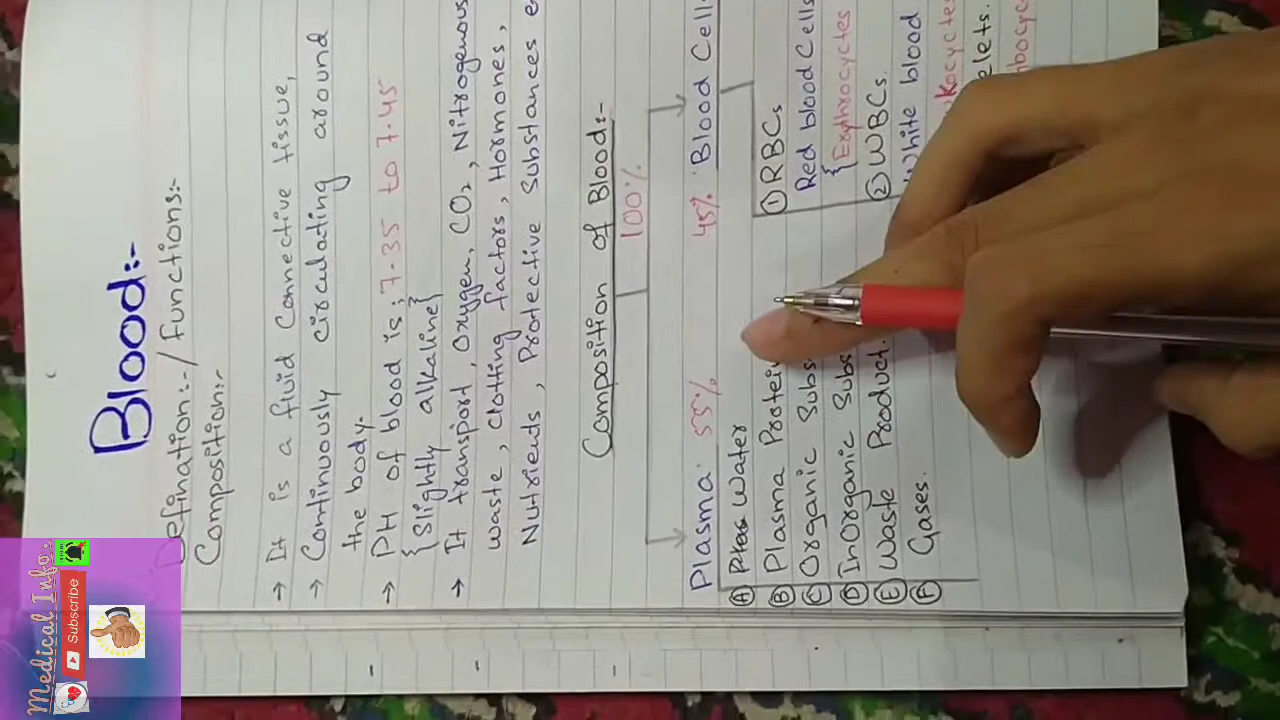 Blood:-
Defination:-/functions:-
Composition:-
→ It is a fluid Connective tissue,
→ Continuously circulating around
the body.
→ PH of blood is : 7.35 to 7.45
{Slightly alkaline}
→ It transport, oxygen, CO₂, Nitrogenous
waste, clotting factors, Hormones,
Nutrients, Protective Substances
Composition of Blood:-
100%
Plasma 55%
Ⓐ Water
Ⓑ Plasma Protein
Ⓒ Organic Subs
Ⓓ InOrganic Subs
Ⓔ Waste Product.
Ⓕ Gases.
45% Blood Cells
① RBCs
Red blood Cells
{Erythrocytes
② WBCs.
White blood
kocytes
elets.
mbocyc
Medical Info:
Subscribe